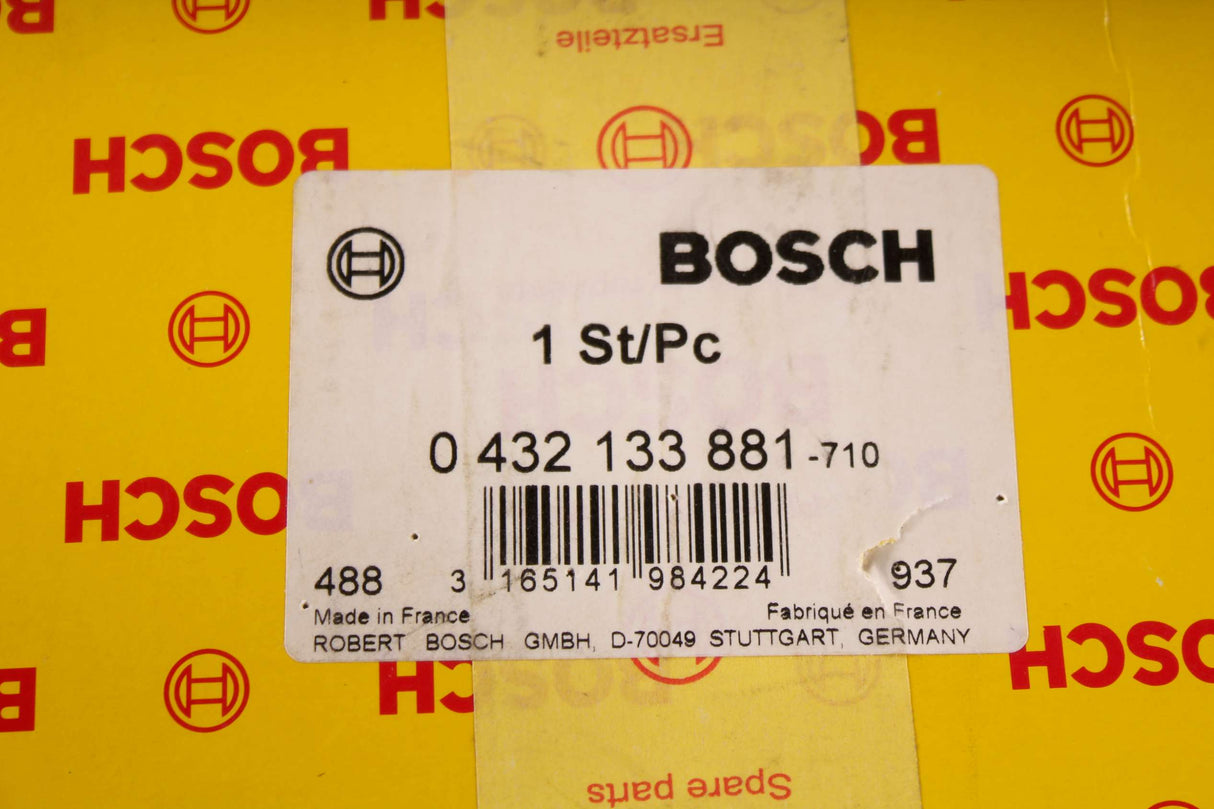 BOSCH
Ersatzteile
BOSCH
BOSCH
BOSCH
1 St/Pc
BOSCH
0 432 133 881-710
BOSCH
3 165141 984224
488
937
Made in France
Fabriqué en France
ROBERT BOSCH GMBH, D-70049 STUTTGART, GERMANY
BOSCH
BOSCH
Spare parts